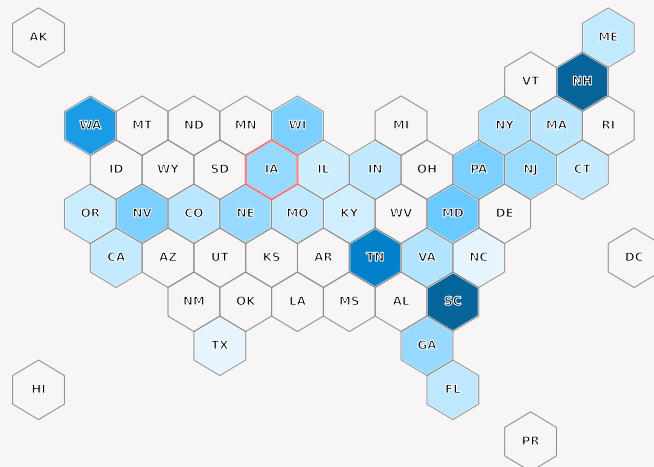 AK ME
VT NH
WA MT ND MN WI MI NY MA RI
ID WY SD IA IL IN OH PA NJ CT
OR NV CO NE MO KY WV MD DE
CA AZ UT KS AR TN VA NC DC
NM OK LA MS AL SC
TX GA
HI FL
PR